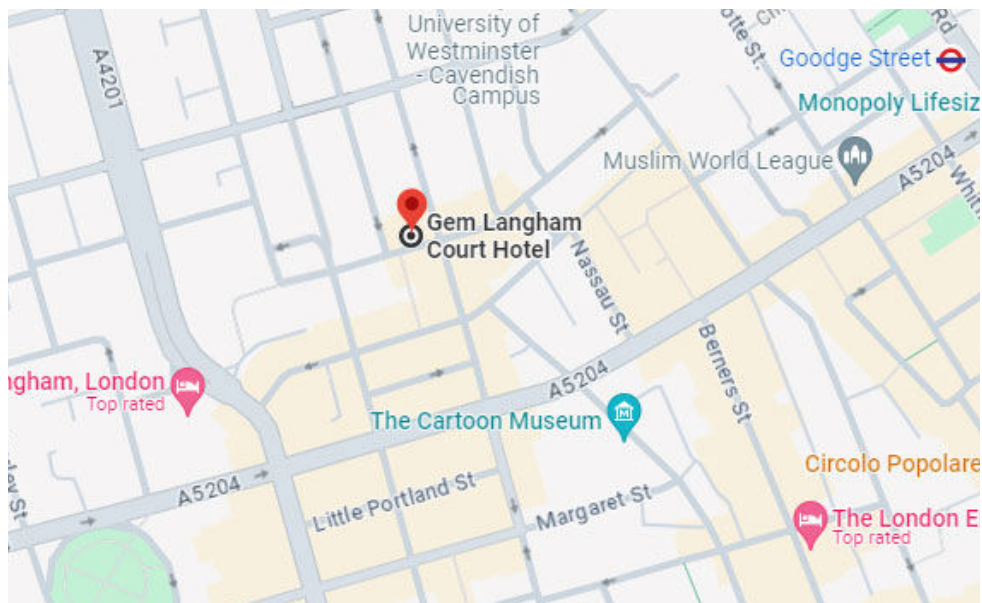 University of
Westminster
- Cavendish
Campus
A4201
Goodge Street
Monopoly
Muslim World League
A5204
Gem Langham
Court Hotel
Nassau St
Berners St
London
Top rated
A5204
The Cartoon Museum
Circolo Popolare
A5204
Little Portland St
Margaret St
The London
Top rated